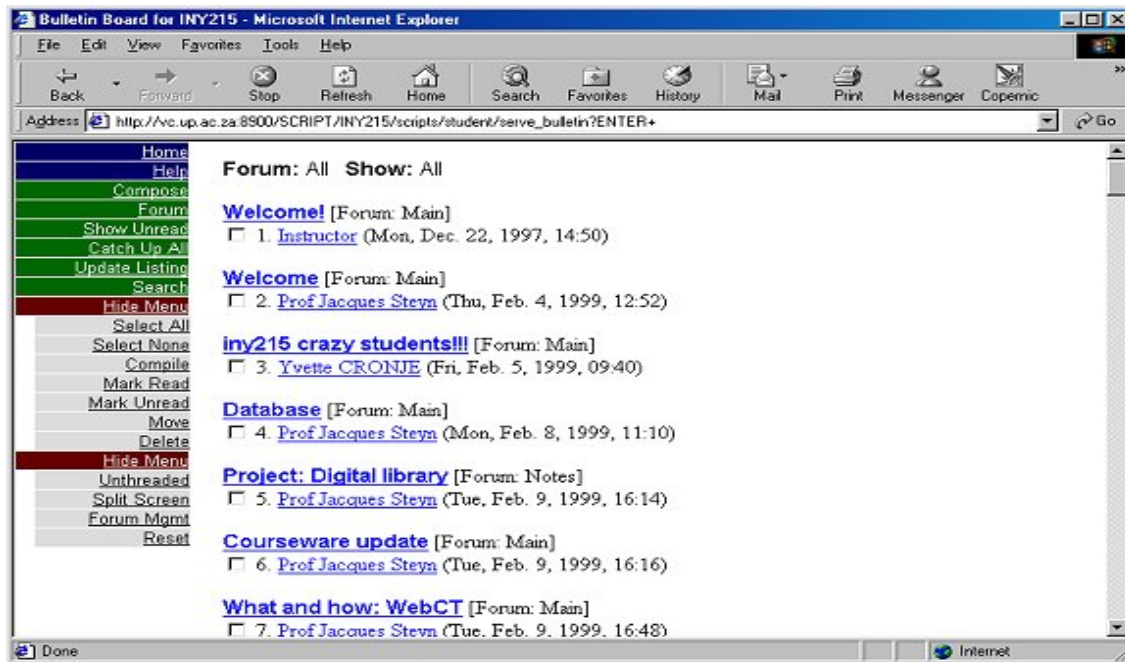 Bulletin Board for INY215 - Microsoft Internet Explorer
File Edit View Favorites Tools Help
Back Forward Stop Refresh Home Search Favorites History Mail Print Messenger Copernic »
Address http://vc.up.ac.za:8900/SCRIPT/INY215/scripts/student/serve_bulletin?ENTER+ Go
Home
Help
Compose
Forum
Show Unread
Catch Up All
Update Listing
Search
Hide Menu
Select All
Select None
Compile
Mark Read
Mark Unread
Move
Delete
Hide Menu
Unthreaded
Split Screen
Forum Mgmt
Reset
Forum: All Show: All
Welcome! [Forum: Main]
1. Instructor (Mon, Dec. 22, 1997, 14:50)
Welcome [Forum: Main]
2. Prof Jacques Steyn (Thu, Feb. 4, 1999, 12:52)
iny215 crazy students!!! [Forum: Main]
3. Yvette CRONJE (Fri, Feb. 5, 1999, 09:40)
Database [Forum: Main]
4. Prof Jacques Steyn (Mon, Feb. 8, 1999, 11:10)
Project: Digital library [Forum: Notes]
5. Prof Jacques Steyn (Tue, Feb. 9, 1999, 16:14)
Courseware update [Forum: Main]
6. Prof Jacques Steyn (Tue, Feb. 9, 1999, 16:16)
What and how: WebCT [Forum: Main]
7. Prof Jacques Steyn (Tue, Feb. 9, 1999, 16:48)
Done Internet